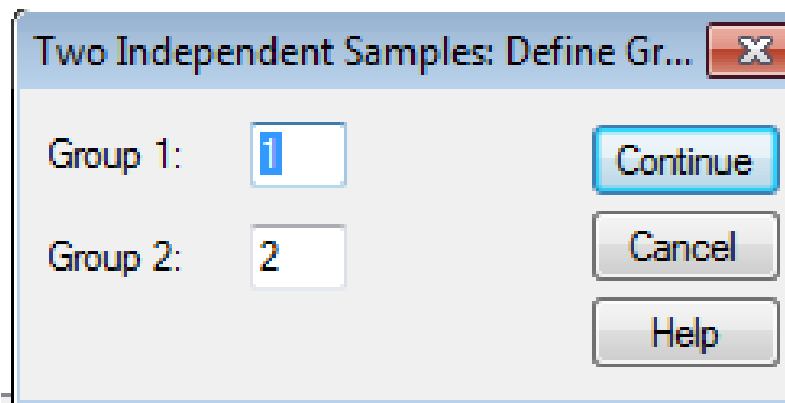 Two Independent Samples: Define Gr...
Group 1: 1
Continue
Group 2: 2
Cancel
Help